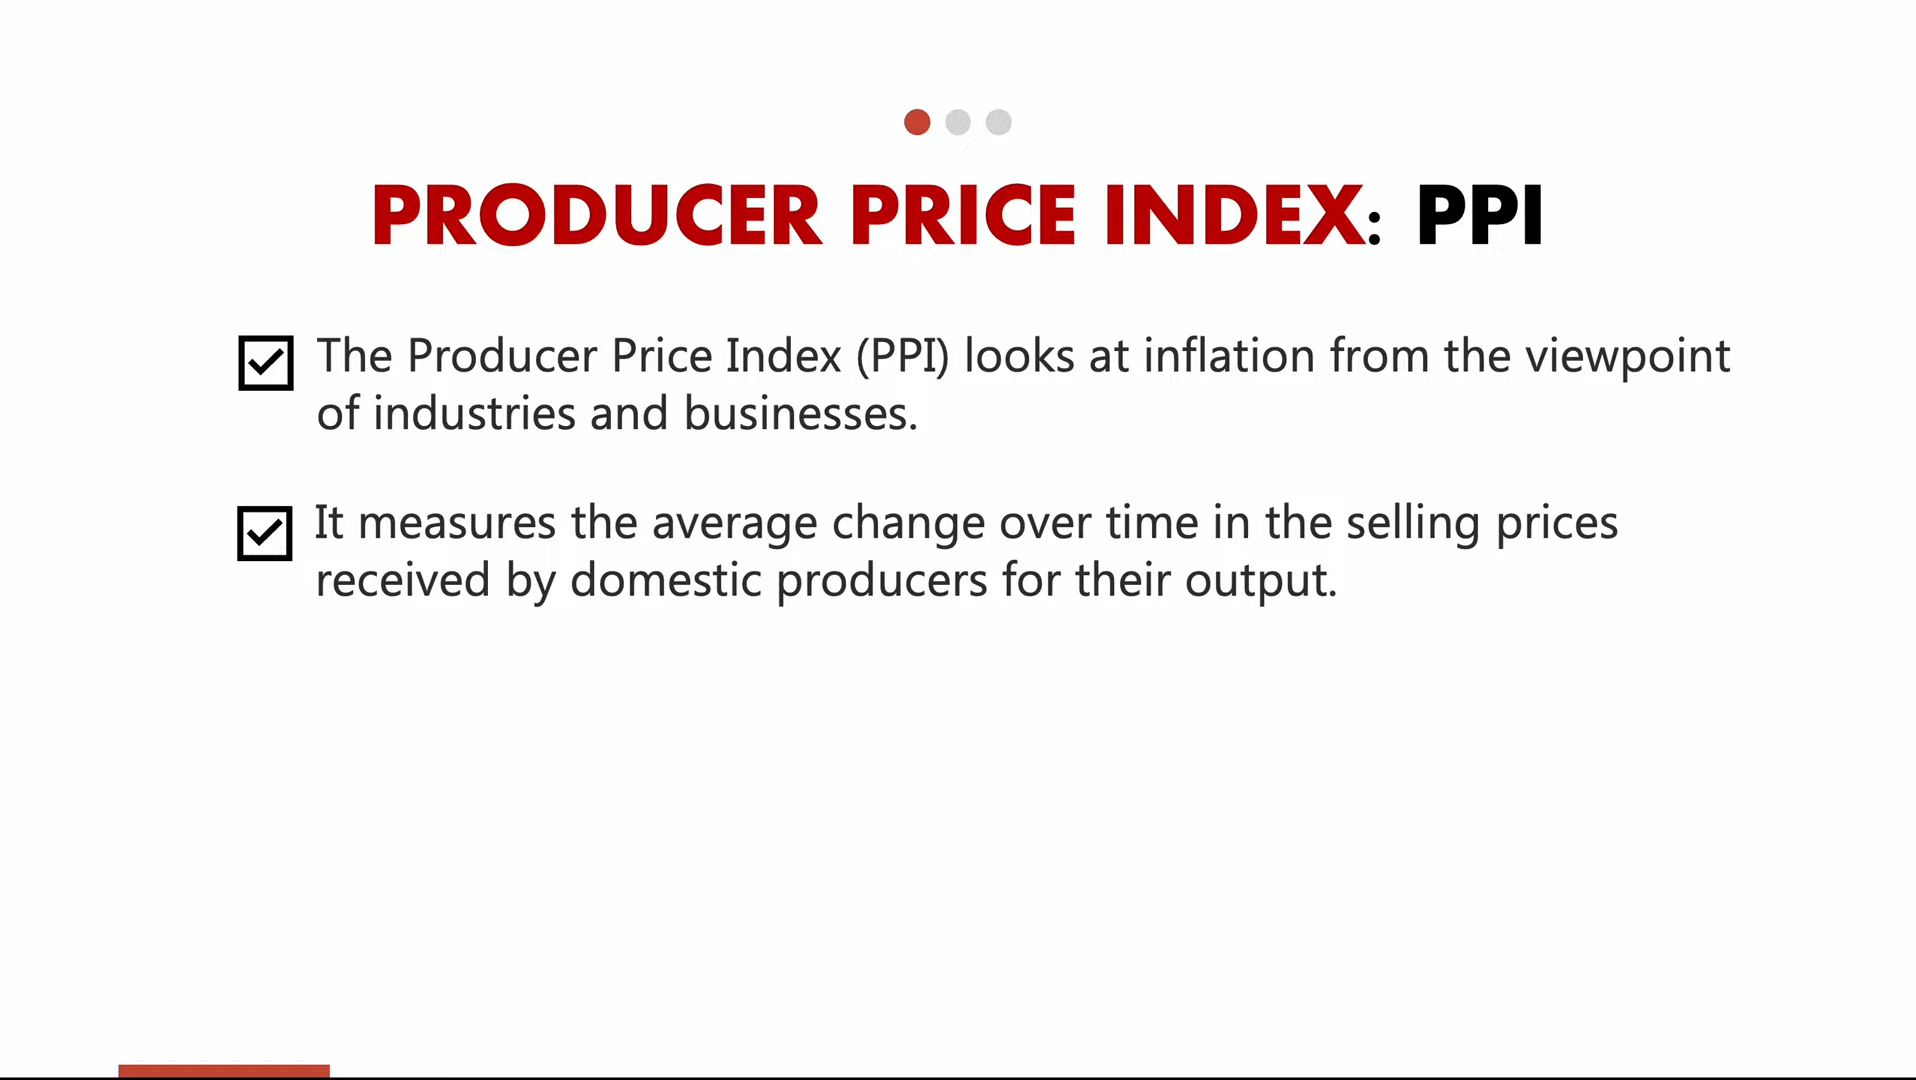 PRODUCER PRICE INDEX: PPI
The Producer Price Index (PPI) looks at inflation from the viewpoint
of industries and businesses.
It measures the average change over time in the selling prices
received by domestic producers for their output.